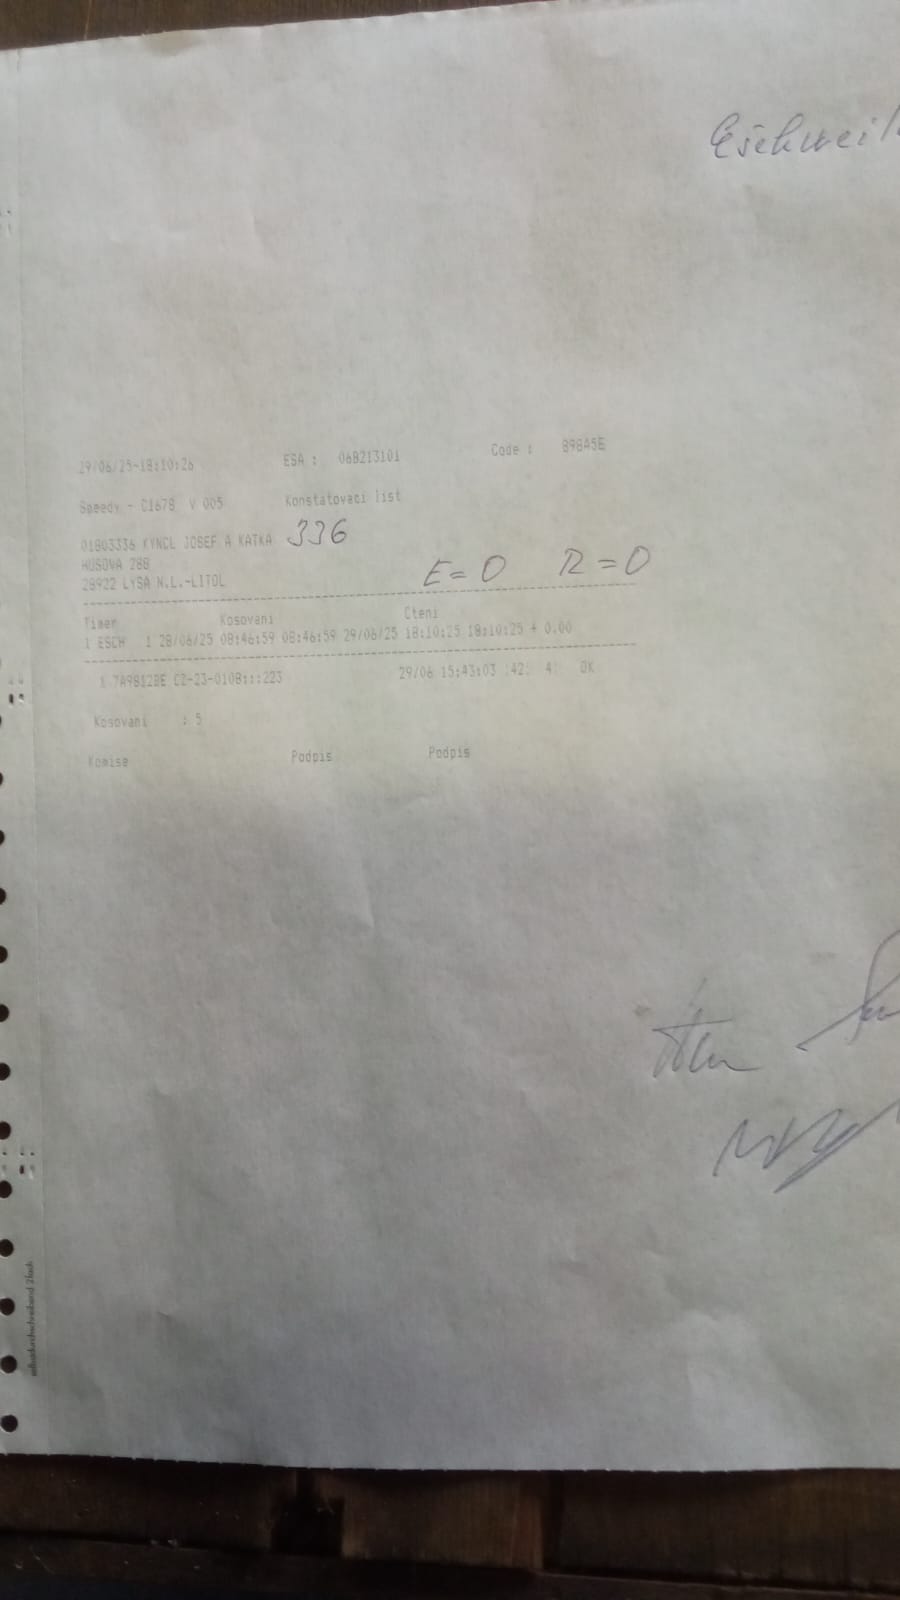 29/06/25-18:10:26 ESA : 068213101 Code : B98A5E
Speedy - C1678 V 005 Konstatovaci list
01803336 KYNCL JOSEF A KATKA 336
HUSOVA 288
28922 LYSA N.L.-LITOL E=0 R=0
Timer Kosovani Cteni
1 ESCH 1 28/06/25 08:46:59 08:46:59 29/06/25 18:10:25 18:10:25 + 0.00
1 7A9812BE CZ-23-0108:::223 29/06 15:43:03 :42: 4: OK
Kosovani : 5
Komise Podpis Podpis